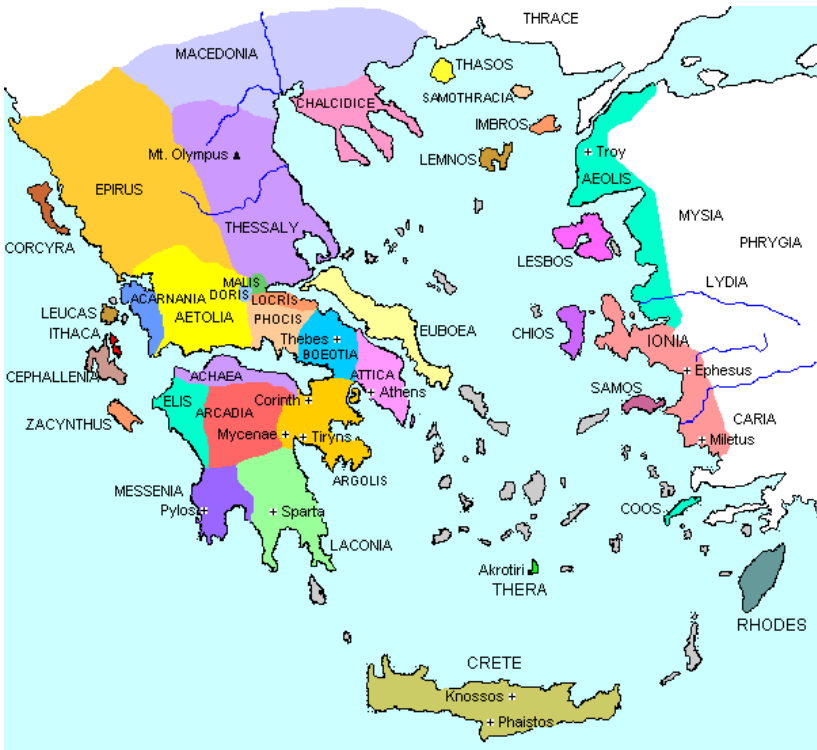 THRACE
MACEDONIA
THASOS
CHALCIDICE
SAMOTHRACIA
IMBROS
Mt. Olympus
LEMNOS
Troy
AEOLIS
EPIRUS
THESSALY
MYSIA
PHRYGIA
CORCYRA
LESBOS
LYDIA
MALIS
DORIS
ACARNANIA
AETOLIA
LOCRIS
PHOCIS
LEUCAS
ITHACA
EUBOEA
CHIOS
IONIA
Thebes
BOEOTIA
CEPHALLENIA
ACHAEA
ATTICA
Athens
Ephesus
ELIS
ARCADIA
Corinth
SAMOS
ZACYNTHUS
Mycenae
Tiryns
CARIA
Miletus
ARGOLIS
MESSENIA
Pylos
Sparta
COOS
LACONIA
Akrotiri
THERA
RHODES
CRETE
Knossos
Phaistos